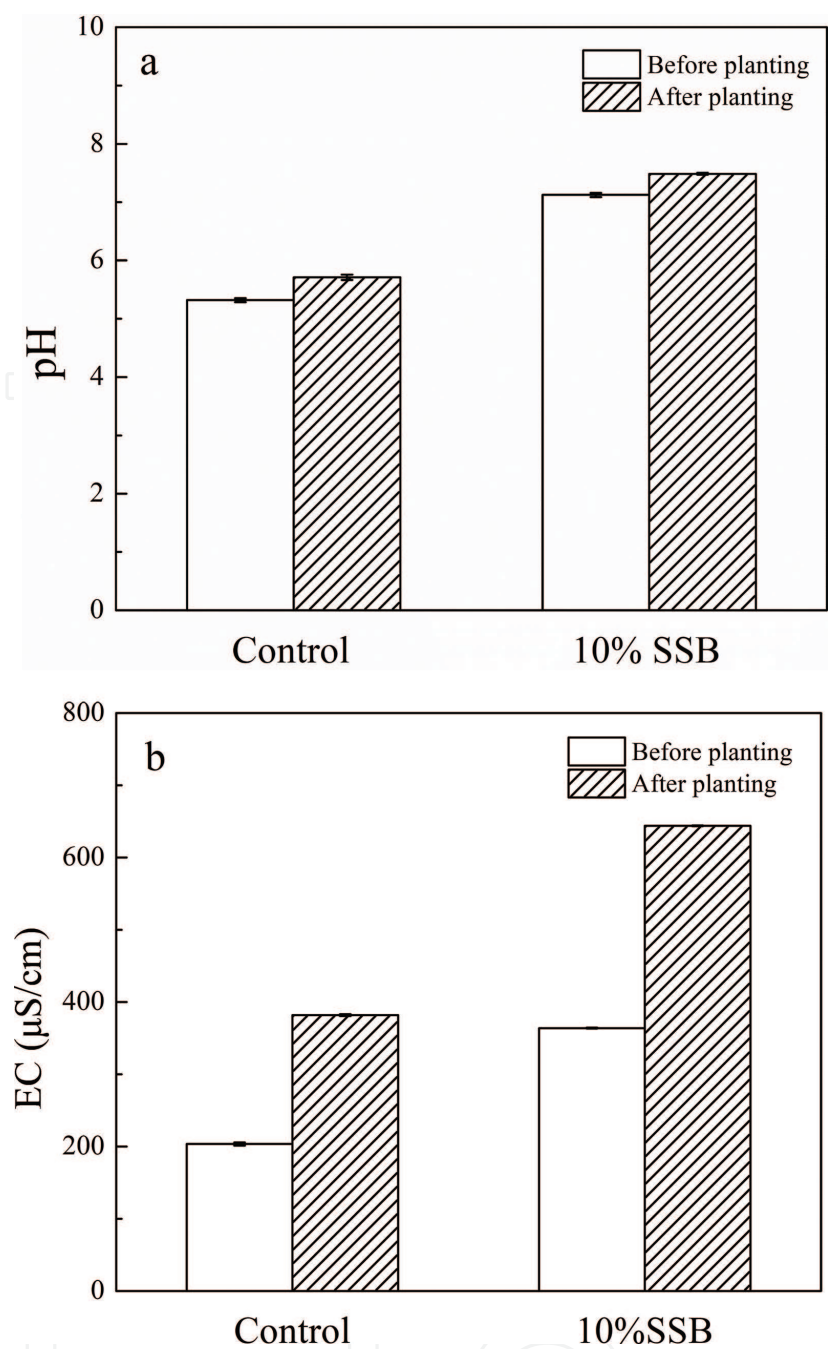 10
a
Before planting
After planting
8
6
pH
4
2
0
Control 10% SSB
800
b
Before planting
After planting
600
EC (μS/cm)
400
200
0
Control 10%SSB